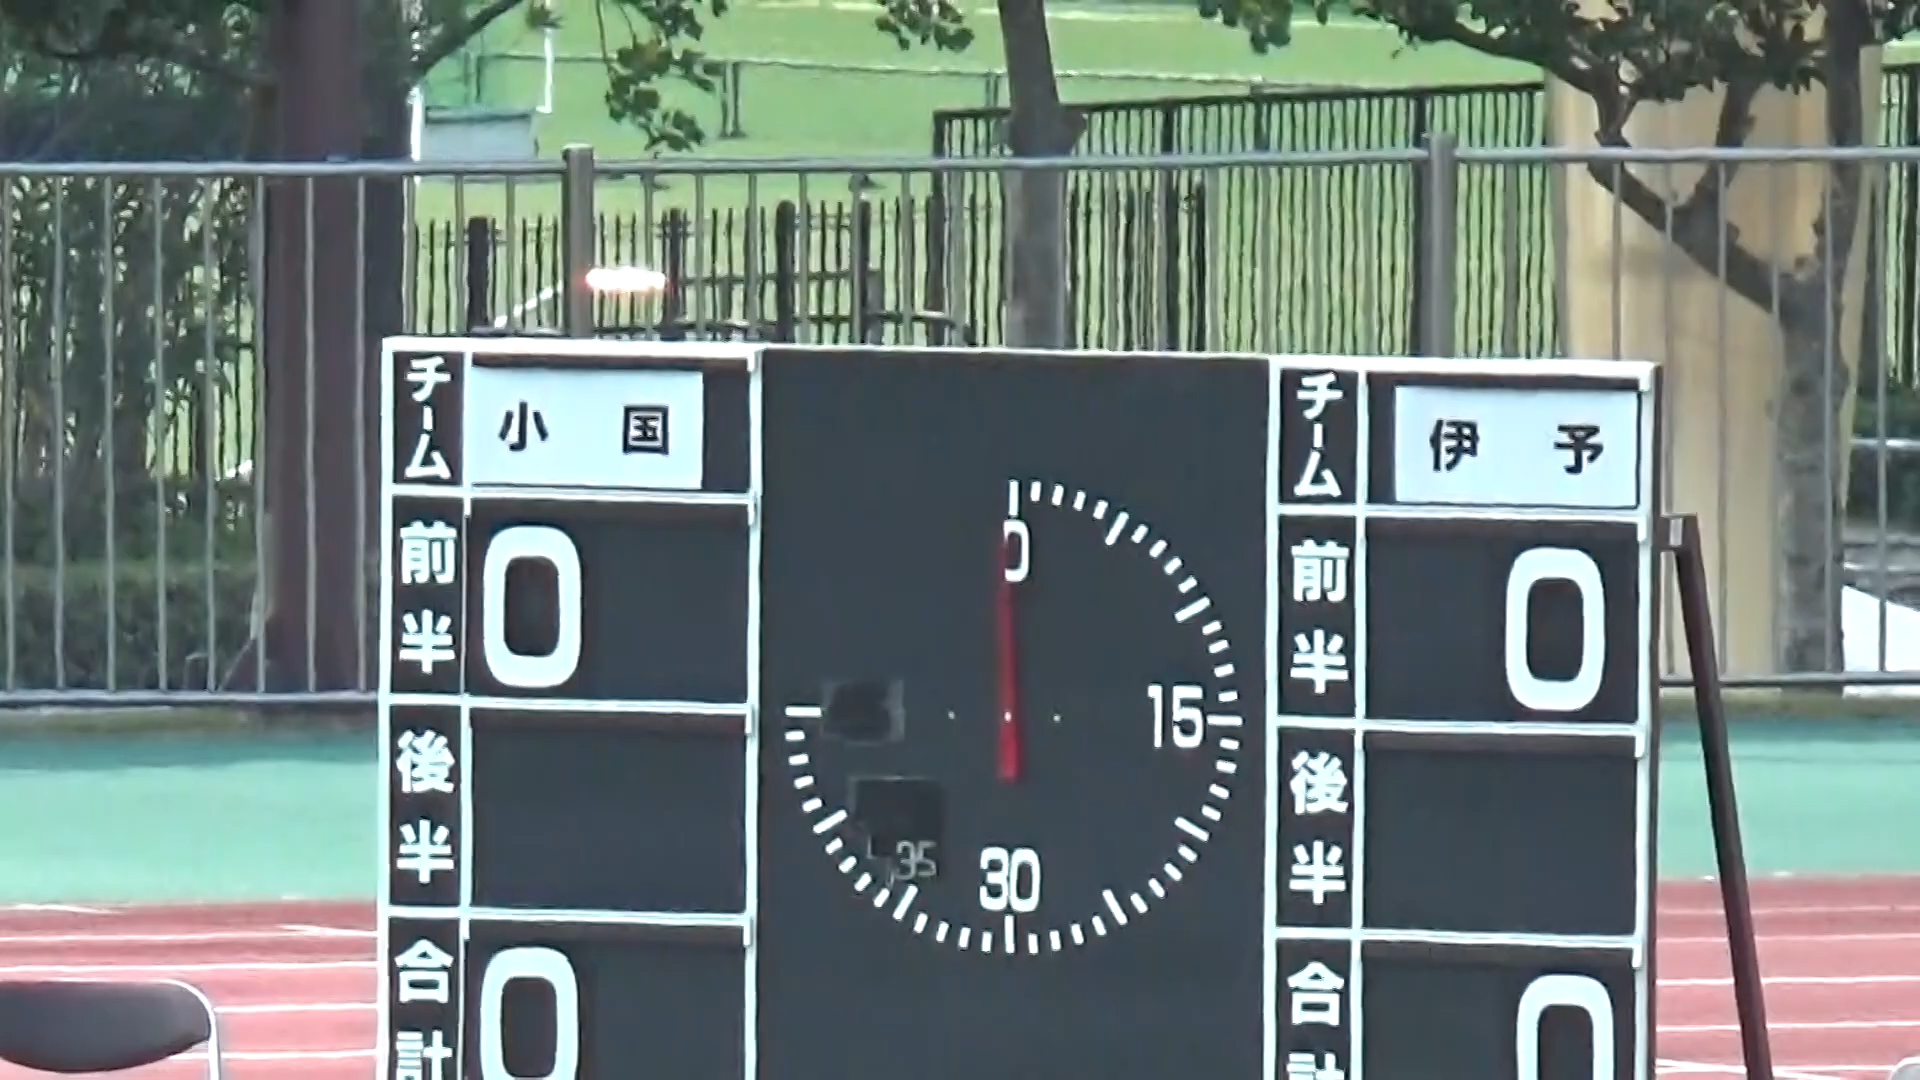 チーム 小国
前半 0
後半
合計 0
0
15
30
35
チーム 伊予
前半 0
後半
合計 0